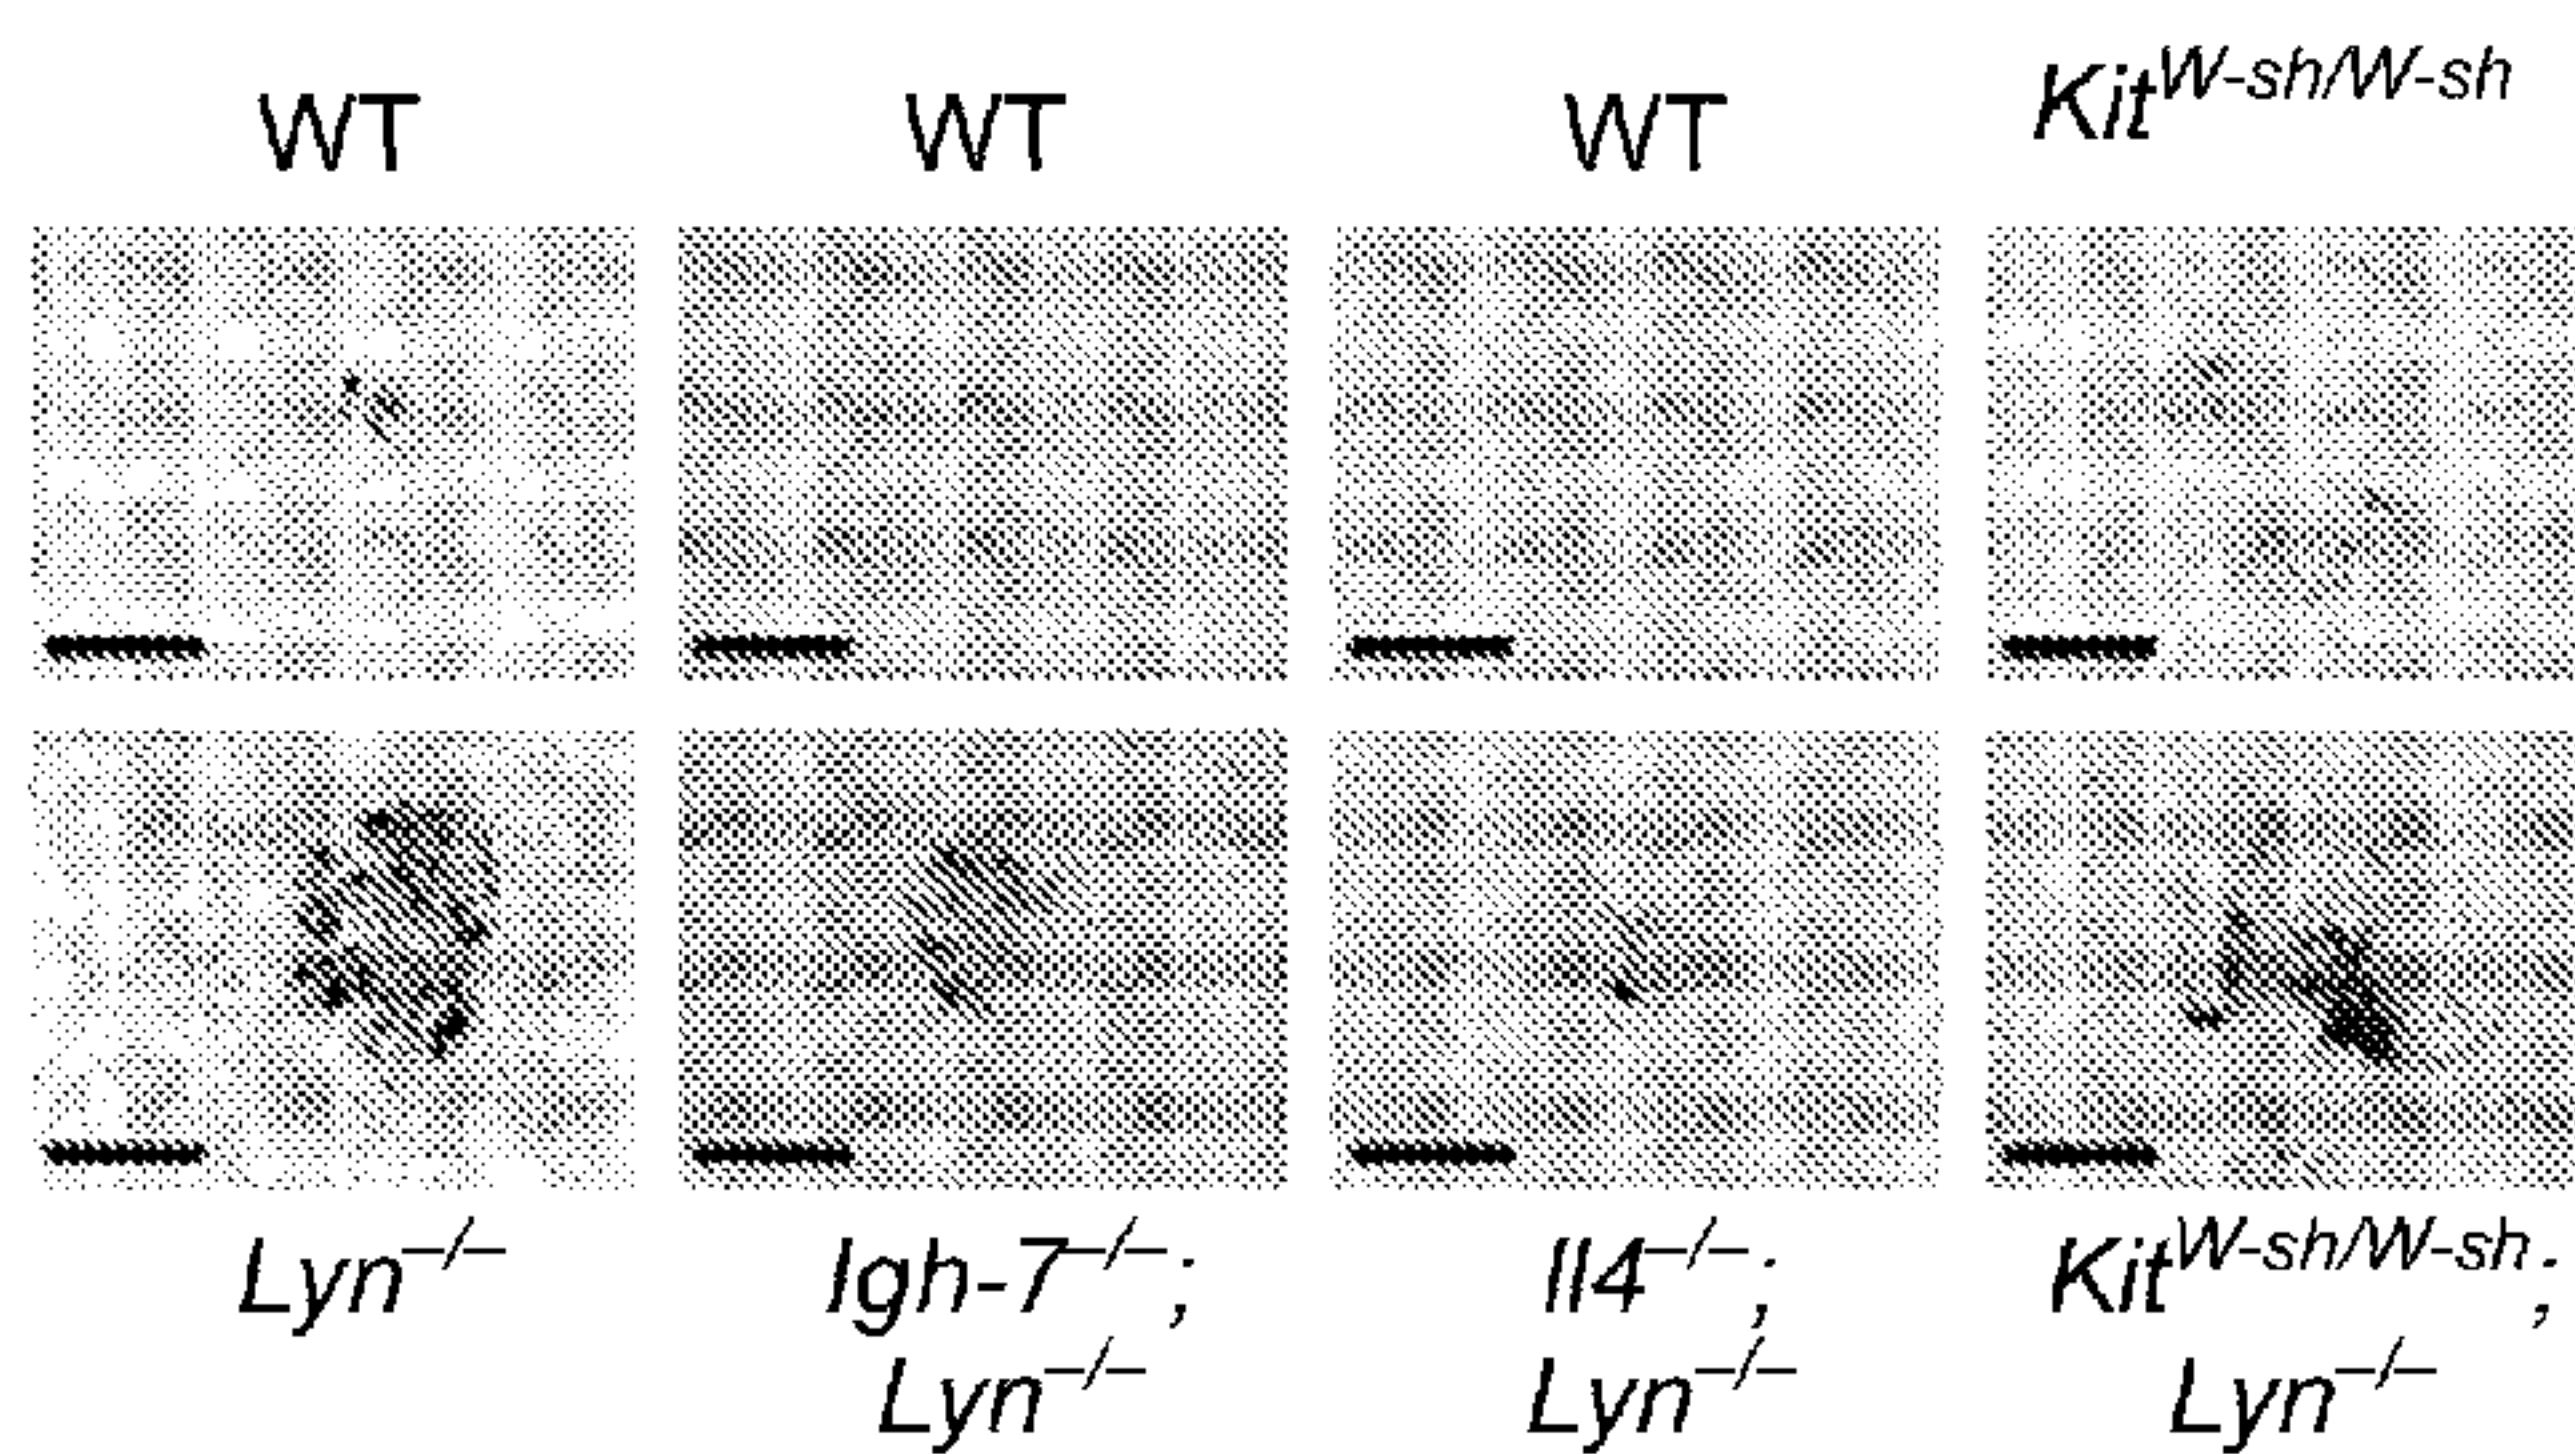 WT WT WT Kit^W-sh/W-sh
Lyn–/– Igh-7–/–; Il4–/–; Kit^W-sh/W-sh;
Lyn–/– Lyn–/– Lyn–/–